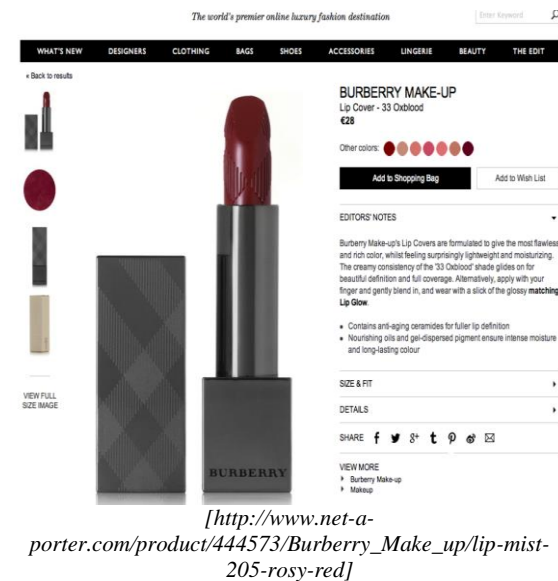 The world's premier online luxury fashion destination
Enter Keyword
WHAT'S NEW DESIGNERS CLOTHING BAGS SHOES ACCESSORIES LINGERIE BEAUTY THE EDIT
« Back to results
BURBERRY MAKE-UP
Lip Cover - 33 Oxblood
€28
Other colors:
Add to Shopping Bag
Add to Wish List
EDITORS' NOTES
Burberry Make-up's Lip Covers are formulated to give the most flawless
and rich color, whilst feeling surprisingly lightweight and moisturizing.
The creamy consistency of the '33 Oxblood' shade glides on for
beautiful definition and full coverage. Alternatively, apply with your
finger and gently blend in, and wear with a slick of the glossy matching
Lip Glow.
Contains anti-aging ceramides for fuller lip definition
Nourishing oils and gel-dispersed pigment ensure intense moisture
and long-lasting colour
VIEW FULL
SIZE IMAGE
SIZE & FIT
DETAILS
SHARE
VIEW MORE
Burberry Make-up
Makeup
BURBERRY
[http://www.net-a-
porter.com/product/444573/Burberry_Make_up/lip-mist-
205-rosy-red]